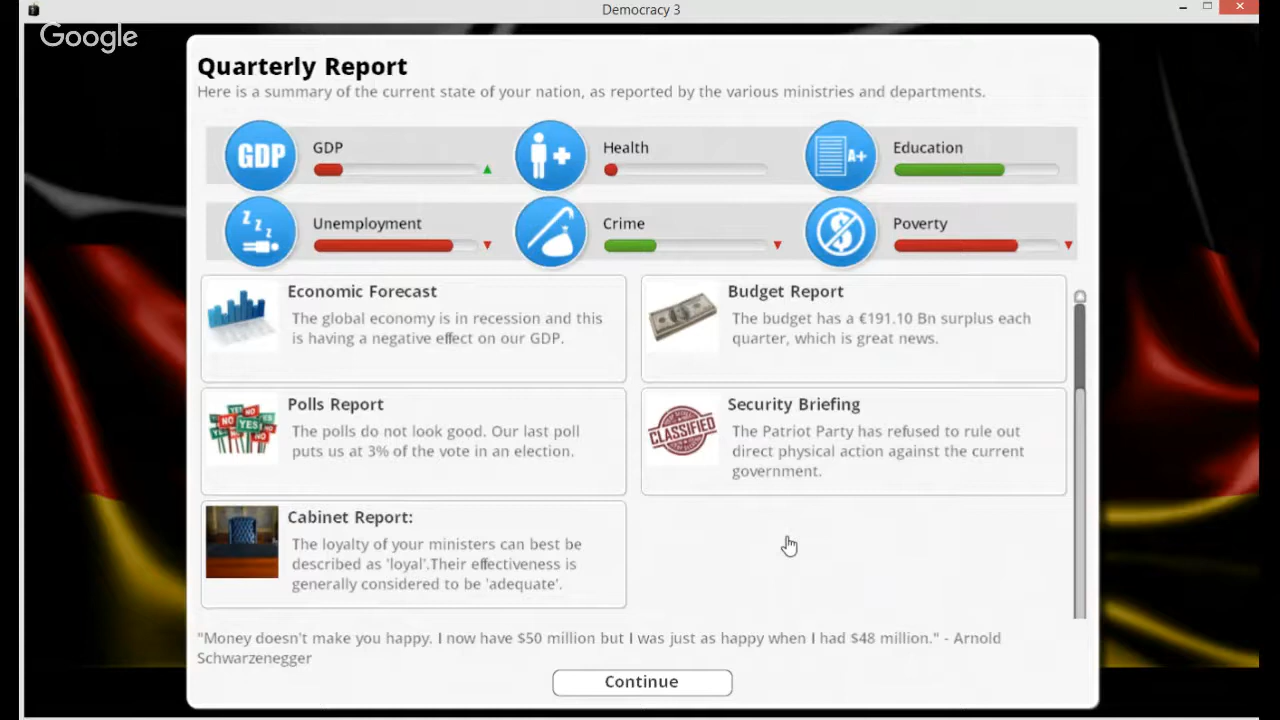 Democracy 3
Google
Quarterly Report
Here is a summary of the current state of your nation, as reported by the various ministries and departments.
GDP
GDP
Health
A+
Education
Z Z Z
Unemployment
Crime
$
Poverty
Economic Forecast
The global economy is in recession and this
is having a negative effect on our GDP.
Budget Report
The budget has a €191.10 Bn surplus each
quarter, which is great news.
YES NO YES NO NO
Polls Report
The polls do not look good. Our last poll
puts us at 3% of the vote in an election.
CLASSIFIED
Security Briefing
The Patriot Party has refused to rule out
direct physical action against the current
government.
Cabinet Report:
The loyalty of your ministers can best be
described as 'loyal'.Their effectiveness is
generally considered to be 'adequate'.
"Money doesn't make you happy. I now have $50 million but I was just as happy when I had $48 million." - Arnold
Schwarzenegger
Continue